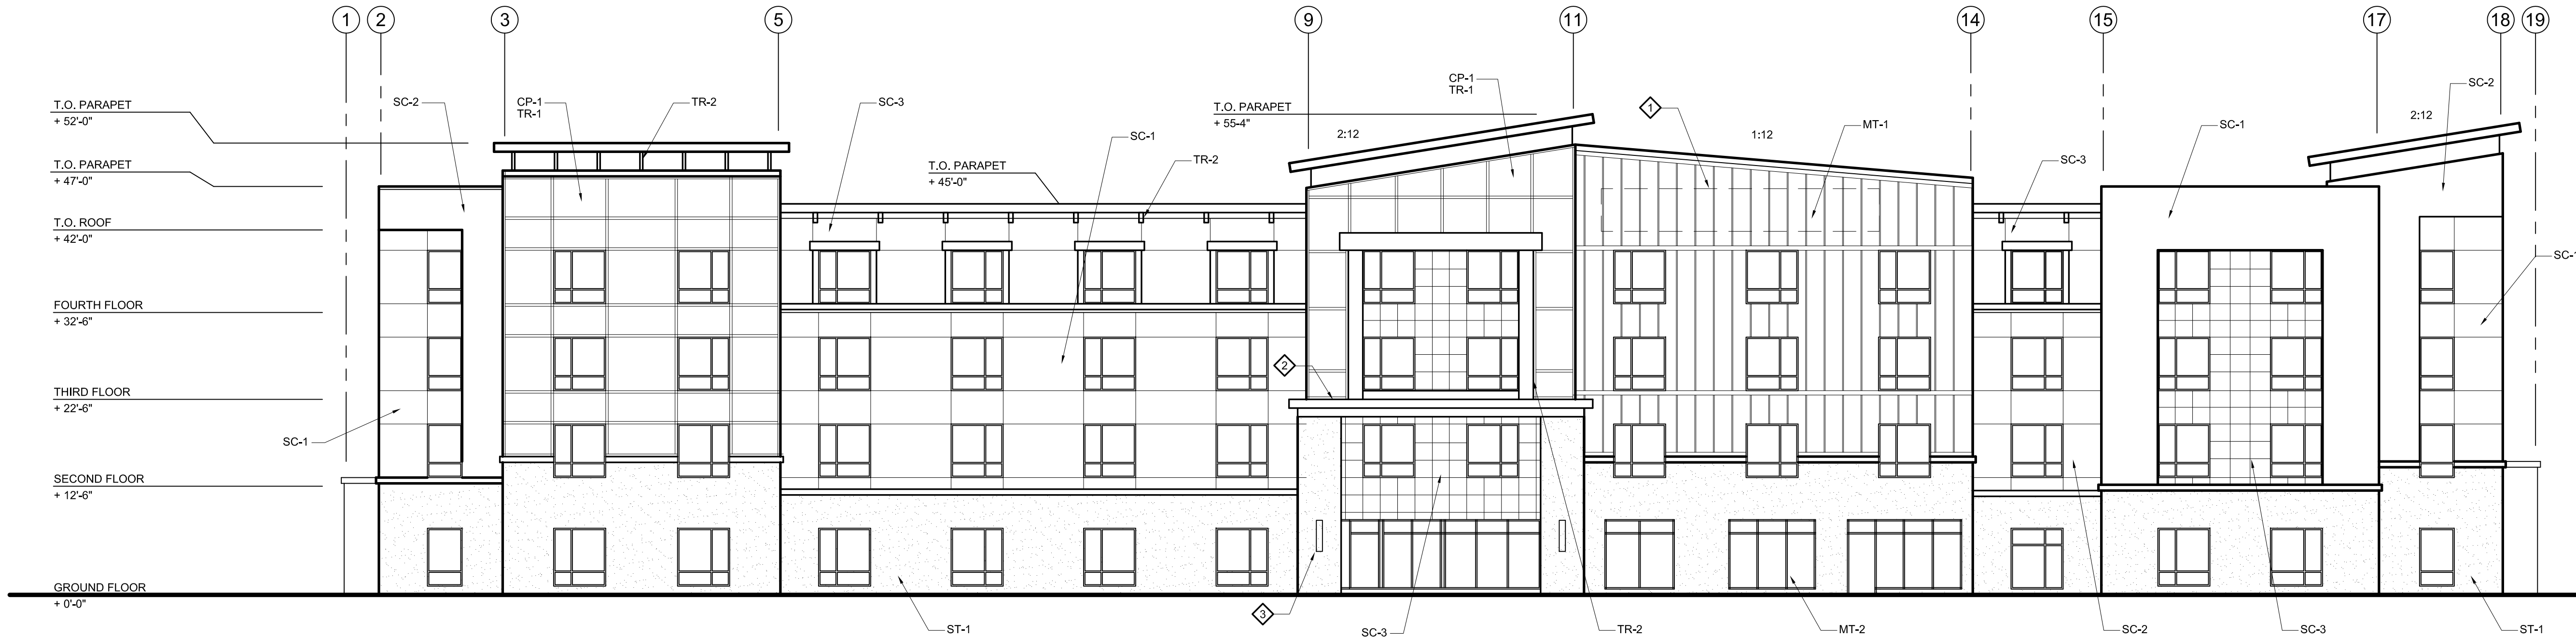 1 2 3 5 9 11 14 15 17 18 19
T.O. PARAPET
+ 52'-0"
T.O. PARAPET
+ 47'-0"
T.O. ROOF
+ 42'-0"
FOURTH FLOOR
+ 32'-6"
THIRD FLOOR
+ 22'-6"
SECOND FLOOR
+ 12'-6"
GROUND FLOOR
+ 0'-0"
SC-2
CP-1
TR-1
TR-2
SC-3
SC-1
T.O. PARAPET
+ 45'-0"
TR-2
T.O. PARAPET
+ 55-4"
2:12
CP-1
TR-1
1
1:12
MT-1
SC-3
SC-1
2:12
SC-2
SC-1
SC-1
2
3
ST-1
SC-3
TR-2
MT-2
SC-2
SC-3
ST-1